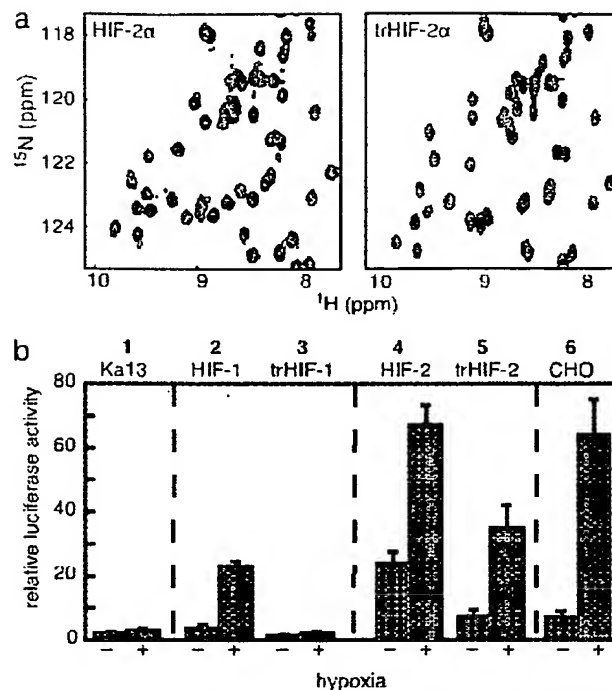 a
HIF-2α
trHIF-2α
118
120
122
124
¹⁵N (ppm)
10 9 8
10 9 8
¹H (ppm)
b
1 2 3 4 5 6
Ka13 HIF-1 trHIF-1 HIF-2 trHIF-2 CHO
80
60
40
20
0
relative luciferase activity
− + − + − + − + − + − +
hypoxia